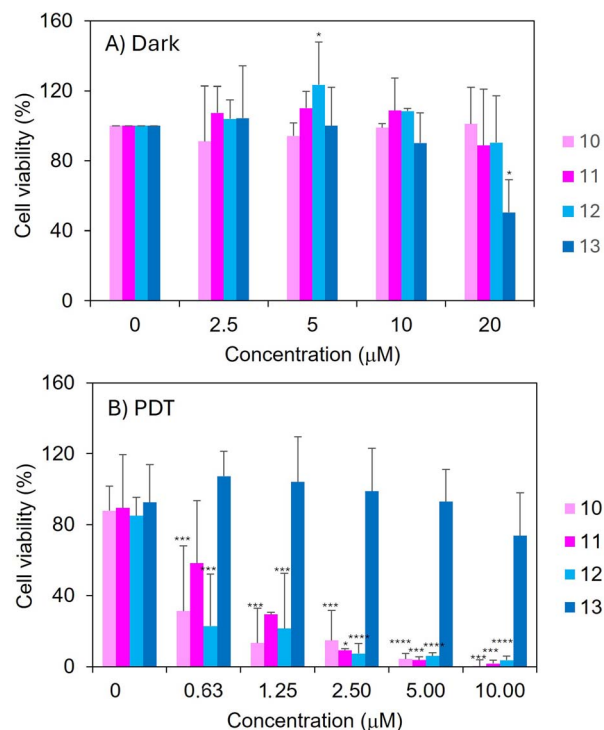 A) Dark
160
120
80
40
0
Cell viability (%)
*
*
0 2.5 5 10 20
Concentration (μM)
10
11
12
13
B) PDT
160
120
80
40
0
Cell viability (%)
*** *** *** *** *** * **** **** *** **** *** *** ****
0 0.63 1.25 2.50 5.00 10.00
Concentration (μM)
10
11
12
13